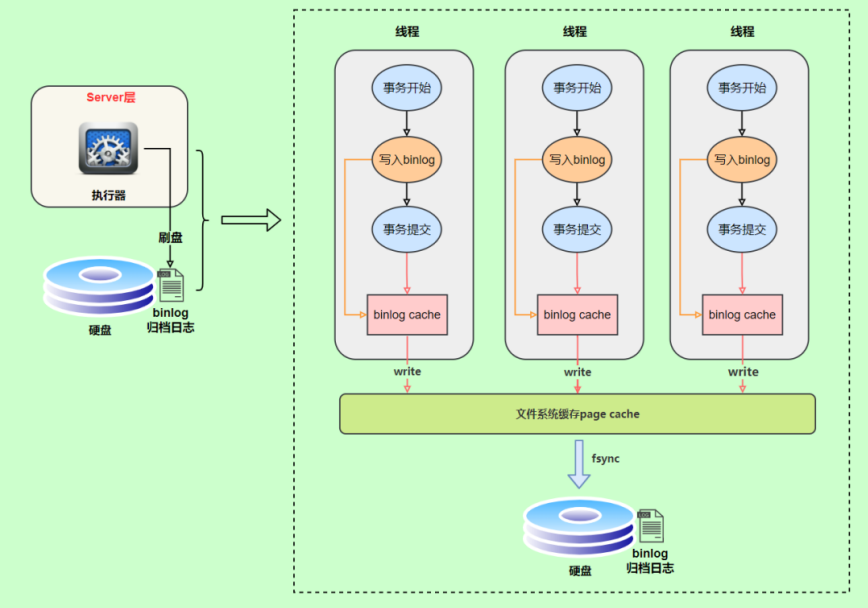 Server层
执行器
刷盘
LOG
binlog
归档日志
硬盘
线程
线程
线程
事务开始
事务开始
事务开始
写入binlog
写入binlog
写入binlog
事务提交
事务提交
事务提交
binlog cache
binlog cache
binlog cache
write
write
write
文件系统缓存page cache
fsync
LOG
binlog
归档日志
硬盘